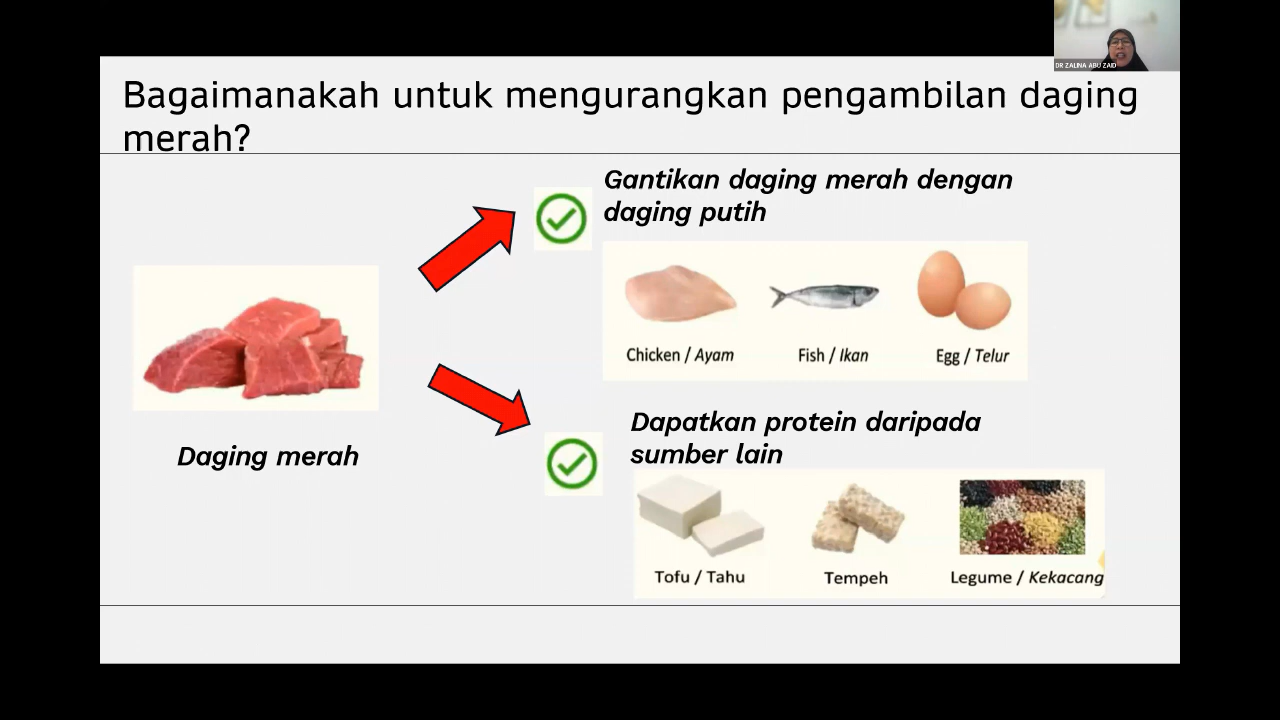 DR ZALINA ABU ZAID
Bagaimanakah untuk mengurangkan pengambilan daging
merah?
Gantikan daging merah dengan
daging putih
Chicken / Ayam
Fish / Ikan
Egg / Telur
Daging merah
Dapatkan protein daripada
sumber lain
Tofu / Tahu
Tempeh
Legume / Kekacang